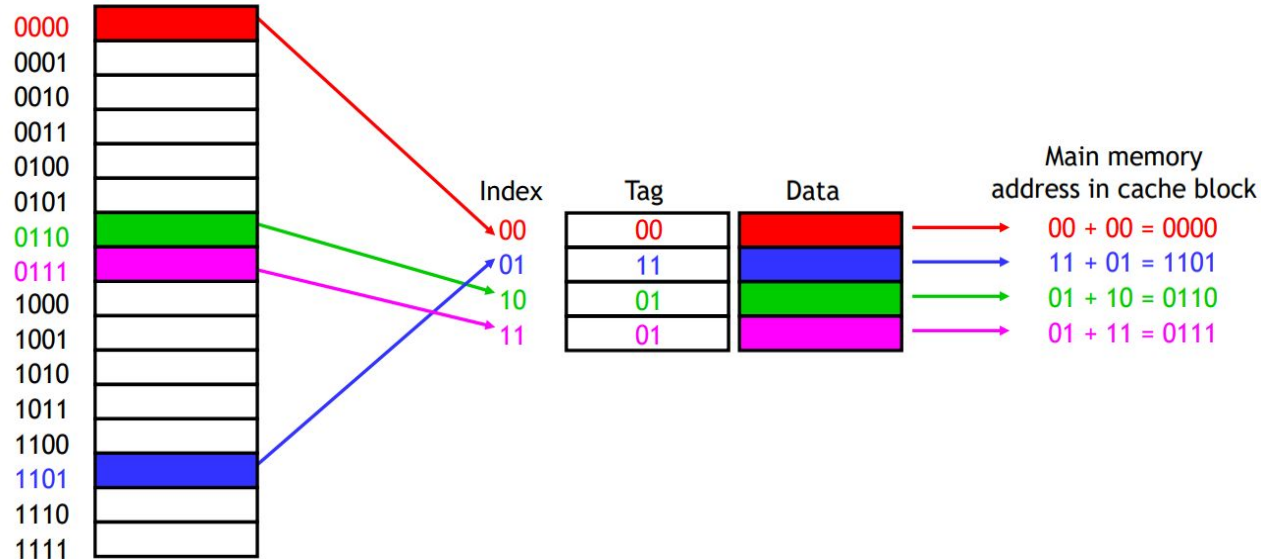 0000
0001
0010
0011
0100
0101
0110
0111
1000
1001
1010
1011
1100
1101
1110
1111
Index Tag Data Main memory
address in cache block
00 00 00 + 00 = 0000
01 11 11 + 01 = 1101
10 01 01 + 10 = 0110
11 01 01 + 11 = 0111